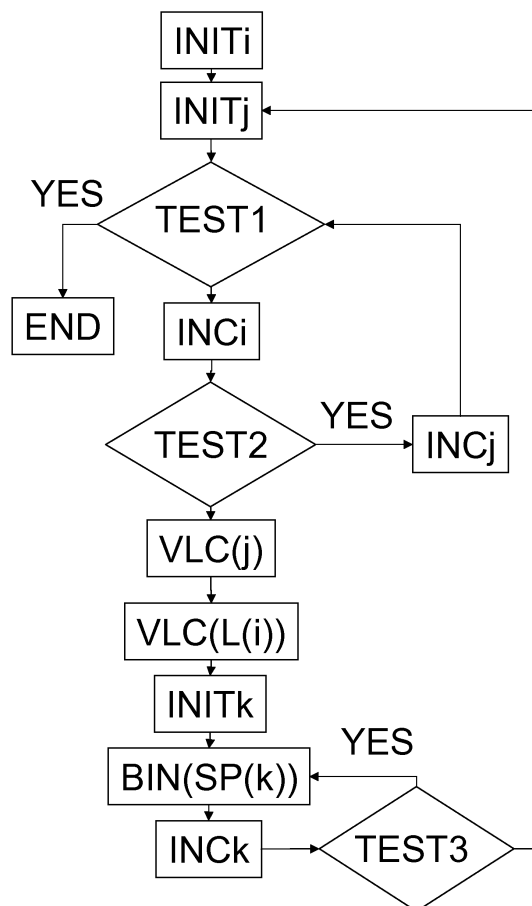 INITi
INITj
YES
TEST1
END
INCi
TEST2
YES
INCj
VLC(j)
VLC(L(i))
INITk
YES
BIN(SP(k))
INCk
TEST3